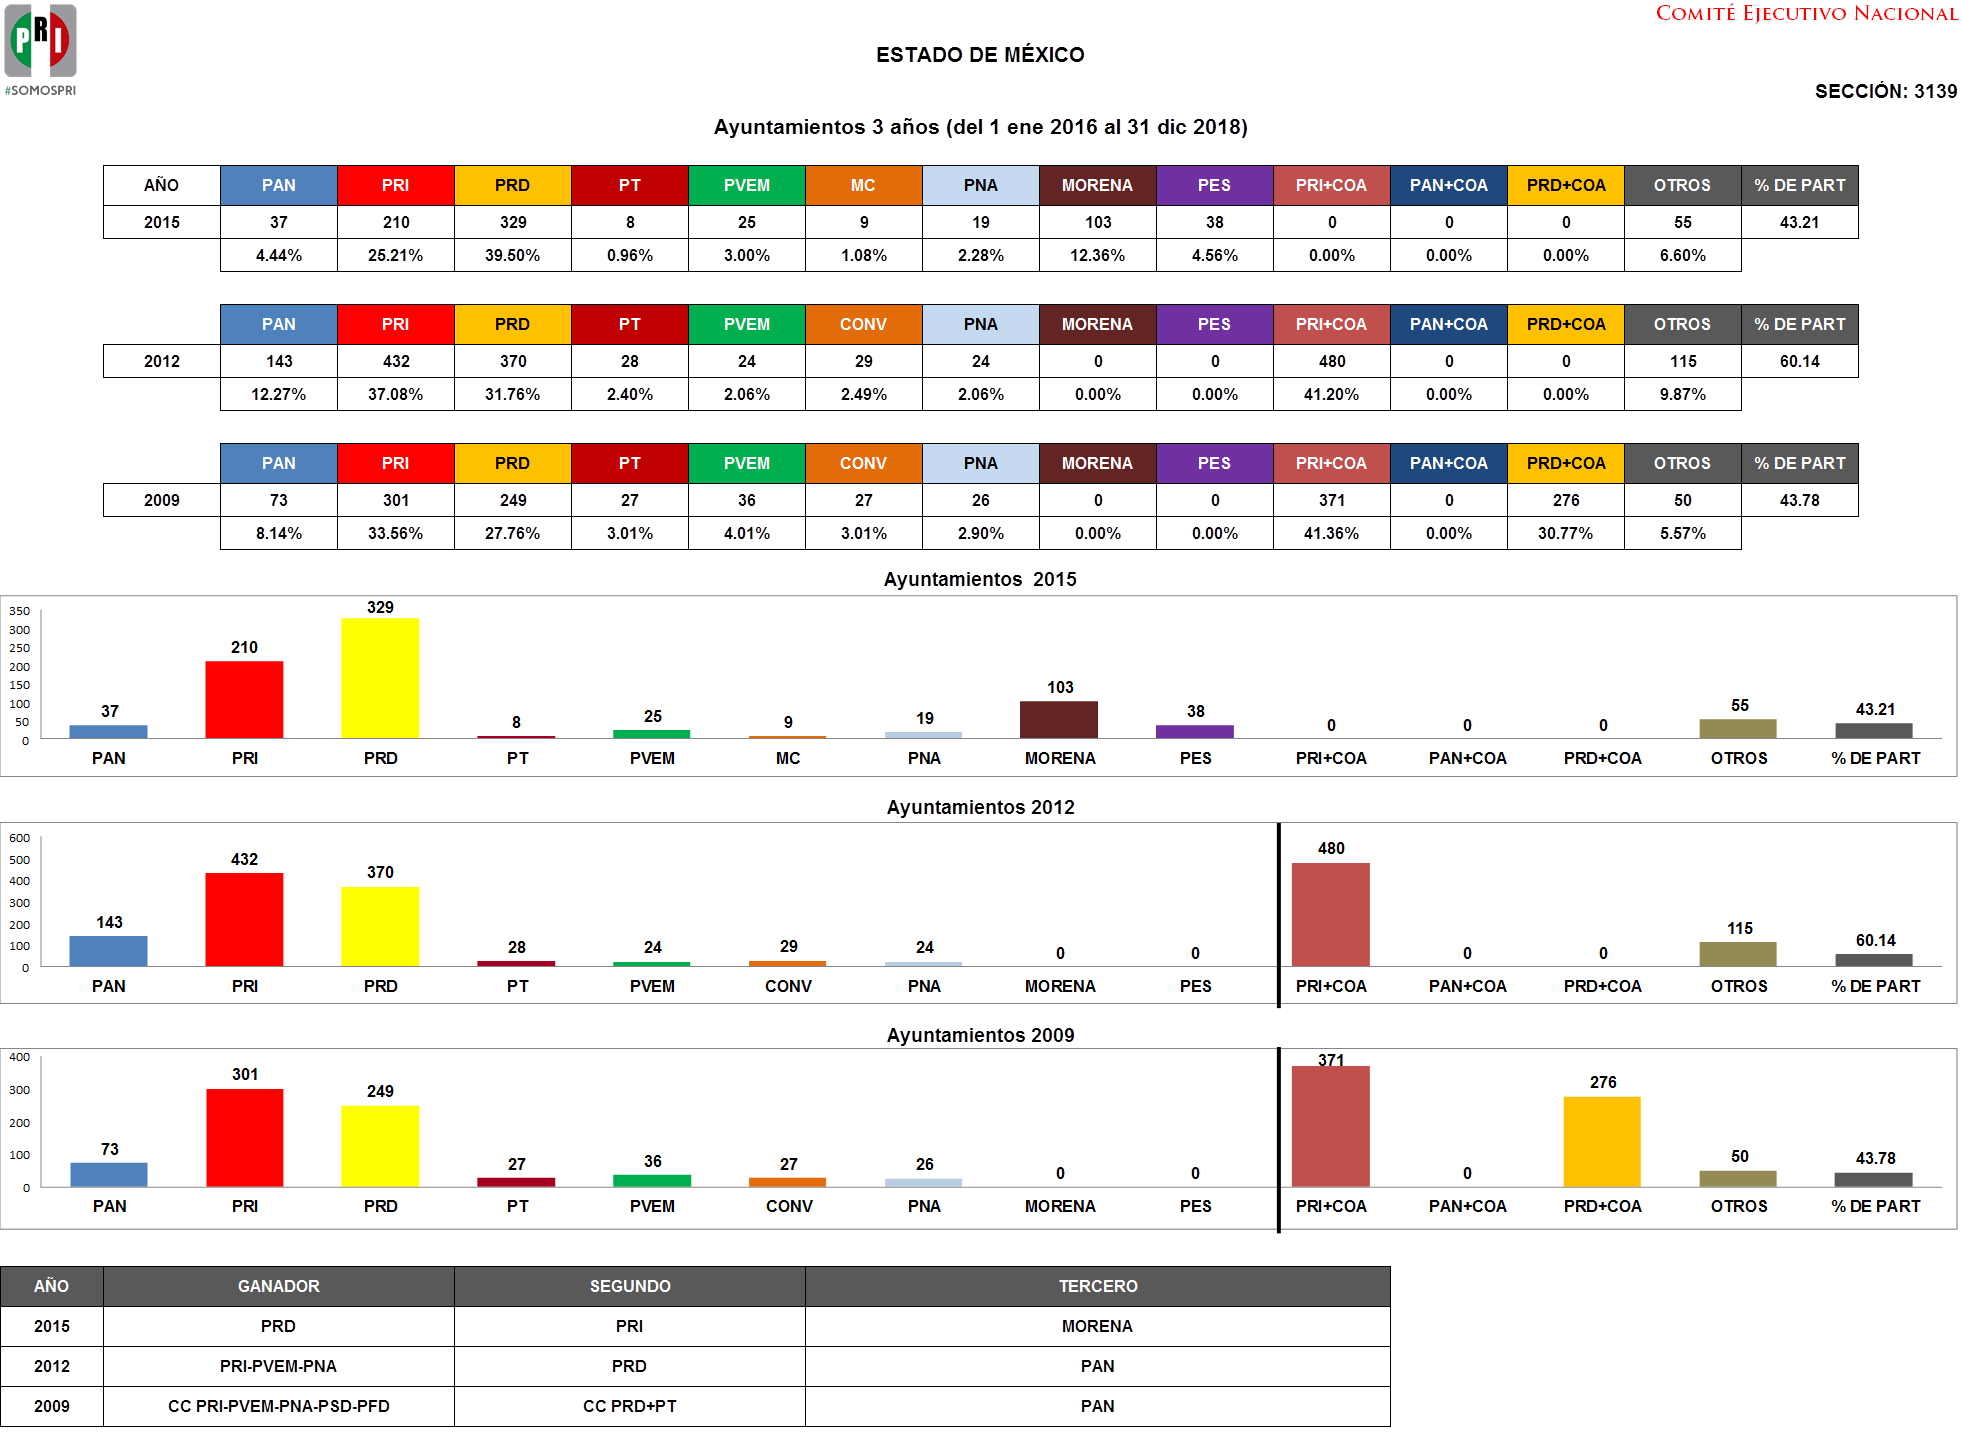 PRI
#SOMOSPRI
COMITÉ EJECUTIVO NACIONAL
ESTADO DE MÉXICO
SECCIÓN: 3139
Ayuntamientos 3 años (del 1 ene 2016 al 31 dic 2018)
AÑO PAN PRI PRD PT PVEM MC PNA MORENA PES PRI+COA PAN+COA PRD+COA OTROS % DE PART
2015 37 210 329 8 25 9 19 103 38 0 0 0 55 43.21
4.44% 25.21% 39.50% 0.96% 3.00% 1.08% 2.28% 12.36% 4.56% 0.00% 0.00% 0.00% 6.60%
PAN PRI PRD PT PVEM CONV PNA MORENA PES PRI+COA PAN+COA PRD+COA OTROS % DE PART
2012 143 432 370 28 24 29 24 0 0 480 0 0 115 60.14
12.27% 37.08% 31.76% 2.40% 2.06% 2.49% 2.06% 0.00% 0.00% 41.20% 0.00% 0.00% 9.87%
PAN PRI PRD PT PVEM CONV PNA MORENA PES PRI+COA PAN+COA PRD+COA OTROS % DE PART
2009 73 301 249 27 36 27 26 0 0 371 0 276 50 43.78
8.14% 33.56% 27.76% 3.01% 4.01% 3.01% 2.90% 0.00% 0.00% 41.36% 0.00% 30.77% 5.57%
Ayuntamientos 2015
350
300
250
200
150
100
50
0
37 210 329 8 25 9 19 103 38 0 0 0 55 43.21
PAN PRI PRD PT PVEM MC PNA MORENA PES PRI+COA PAN+COA PRD+COA OTROS % DE PART
Ayuntamientos 2012
600
500
400
300
200
100
0
143 432 370 28 24 29 24 0 0 480 0 0 115 60.14
PAN PRI PRD PT PVEM CONV PNA MORENA PES PRI+COA PAN+COA PRD+COA OTROS % DE PART
Ayuntamientos 2009
400
300
200
100
0
73 301 249 27 36 27 26 0 0 371 0 276 50 43.78
PAN PRI PRD PT PVEM CONV PNA MORENA PES PRI+COA PAN+COA PRD+COA OTROS % DE PART
AÑO GANADOR SEGUNDO TERCERO
2015 PRD PRI MORENA
2012 PRI-PVEM-PNA PRD PAN
2009 CC PRI-PVEM-PNA-PSD-PFD CC PRD+PT PAN